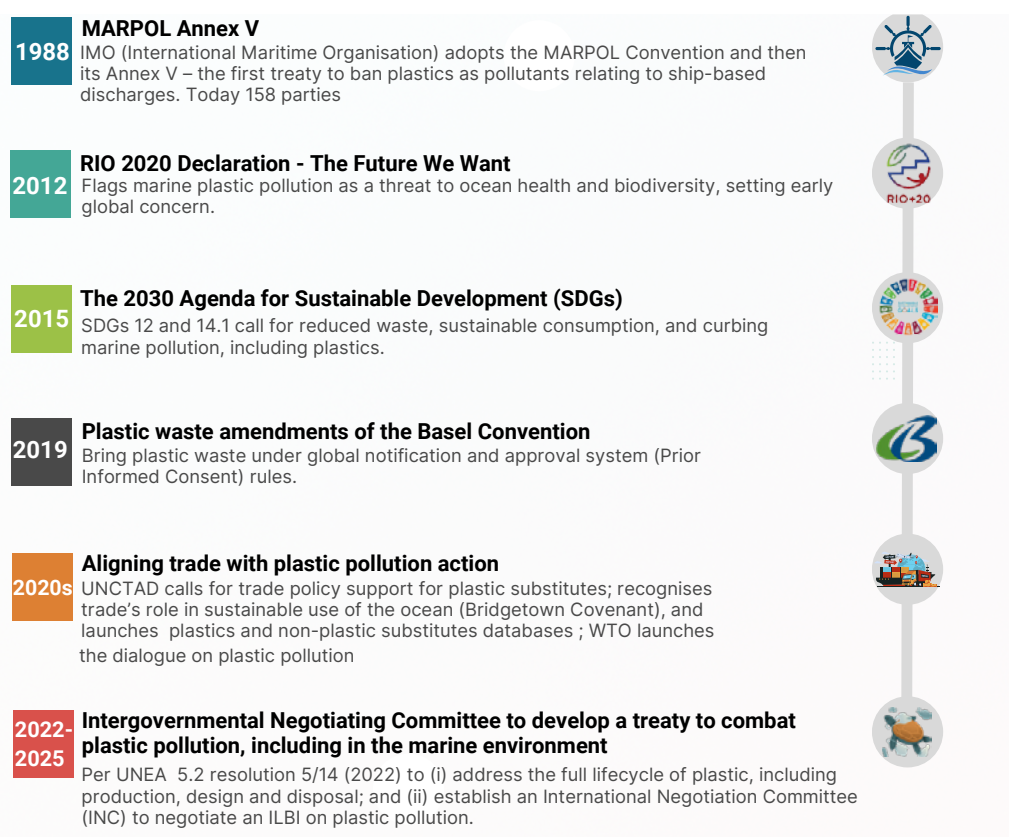 1988
MARPOL Annex V
IMO (International Maritime Organisation) adopts the MARPOL Convention and then
its Annex V – the first treaty to ban plastics as pollutants relating to ship-based
discharges. Today 158 parties
2012
RIO 2020 Declaration - The Future We Want
Flags marine plastic pollution as a threat to ocean health and biodiversity, setting early
global concern.
RIO+20
2015
The 2030 Agenda for Sustainable Development (SDGs)
SDGs 12 and 14.1 call for reduced waste, sustainable consumption, and curbing
marine pollution, including plastics.
2019
Plastic waste amendments of the Basel Convention
Bring plastic waste under global notification and approval system (Prior
Informed Consent) rules.
2020s
Aligning trade with plastic pollution action
UNCTAD calls for trade policy support for plastic substitutes; recognises
trade’s role in sustainable use of the ocean (Bridgetown Covenant), and
launches  plastics and non-plastic substitutes databases ; WTO launches
the dialogue on plastic pollution
2022-
2025
Intergovernmental Negotiating Committee to develop a treaty to combat
plastic pollution, including in the marine environment
Per UNEA  5.2 resolution 5/14 (2022) to (i) address the full lifecycle of plastic, including
production, design and disposal; and (ii) establish an International Negotiation Committee
(INC) to negotiate an ILBI on plastic pollution.